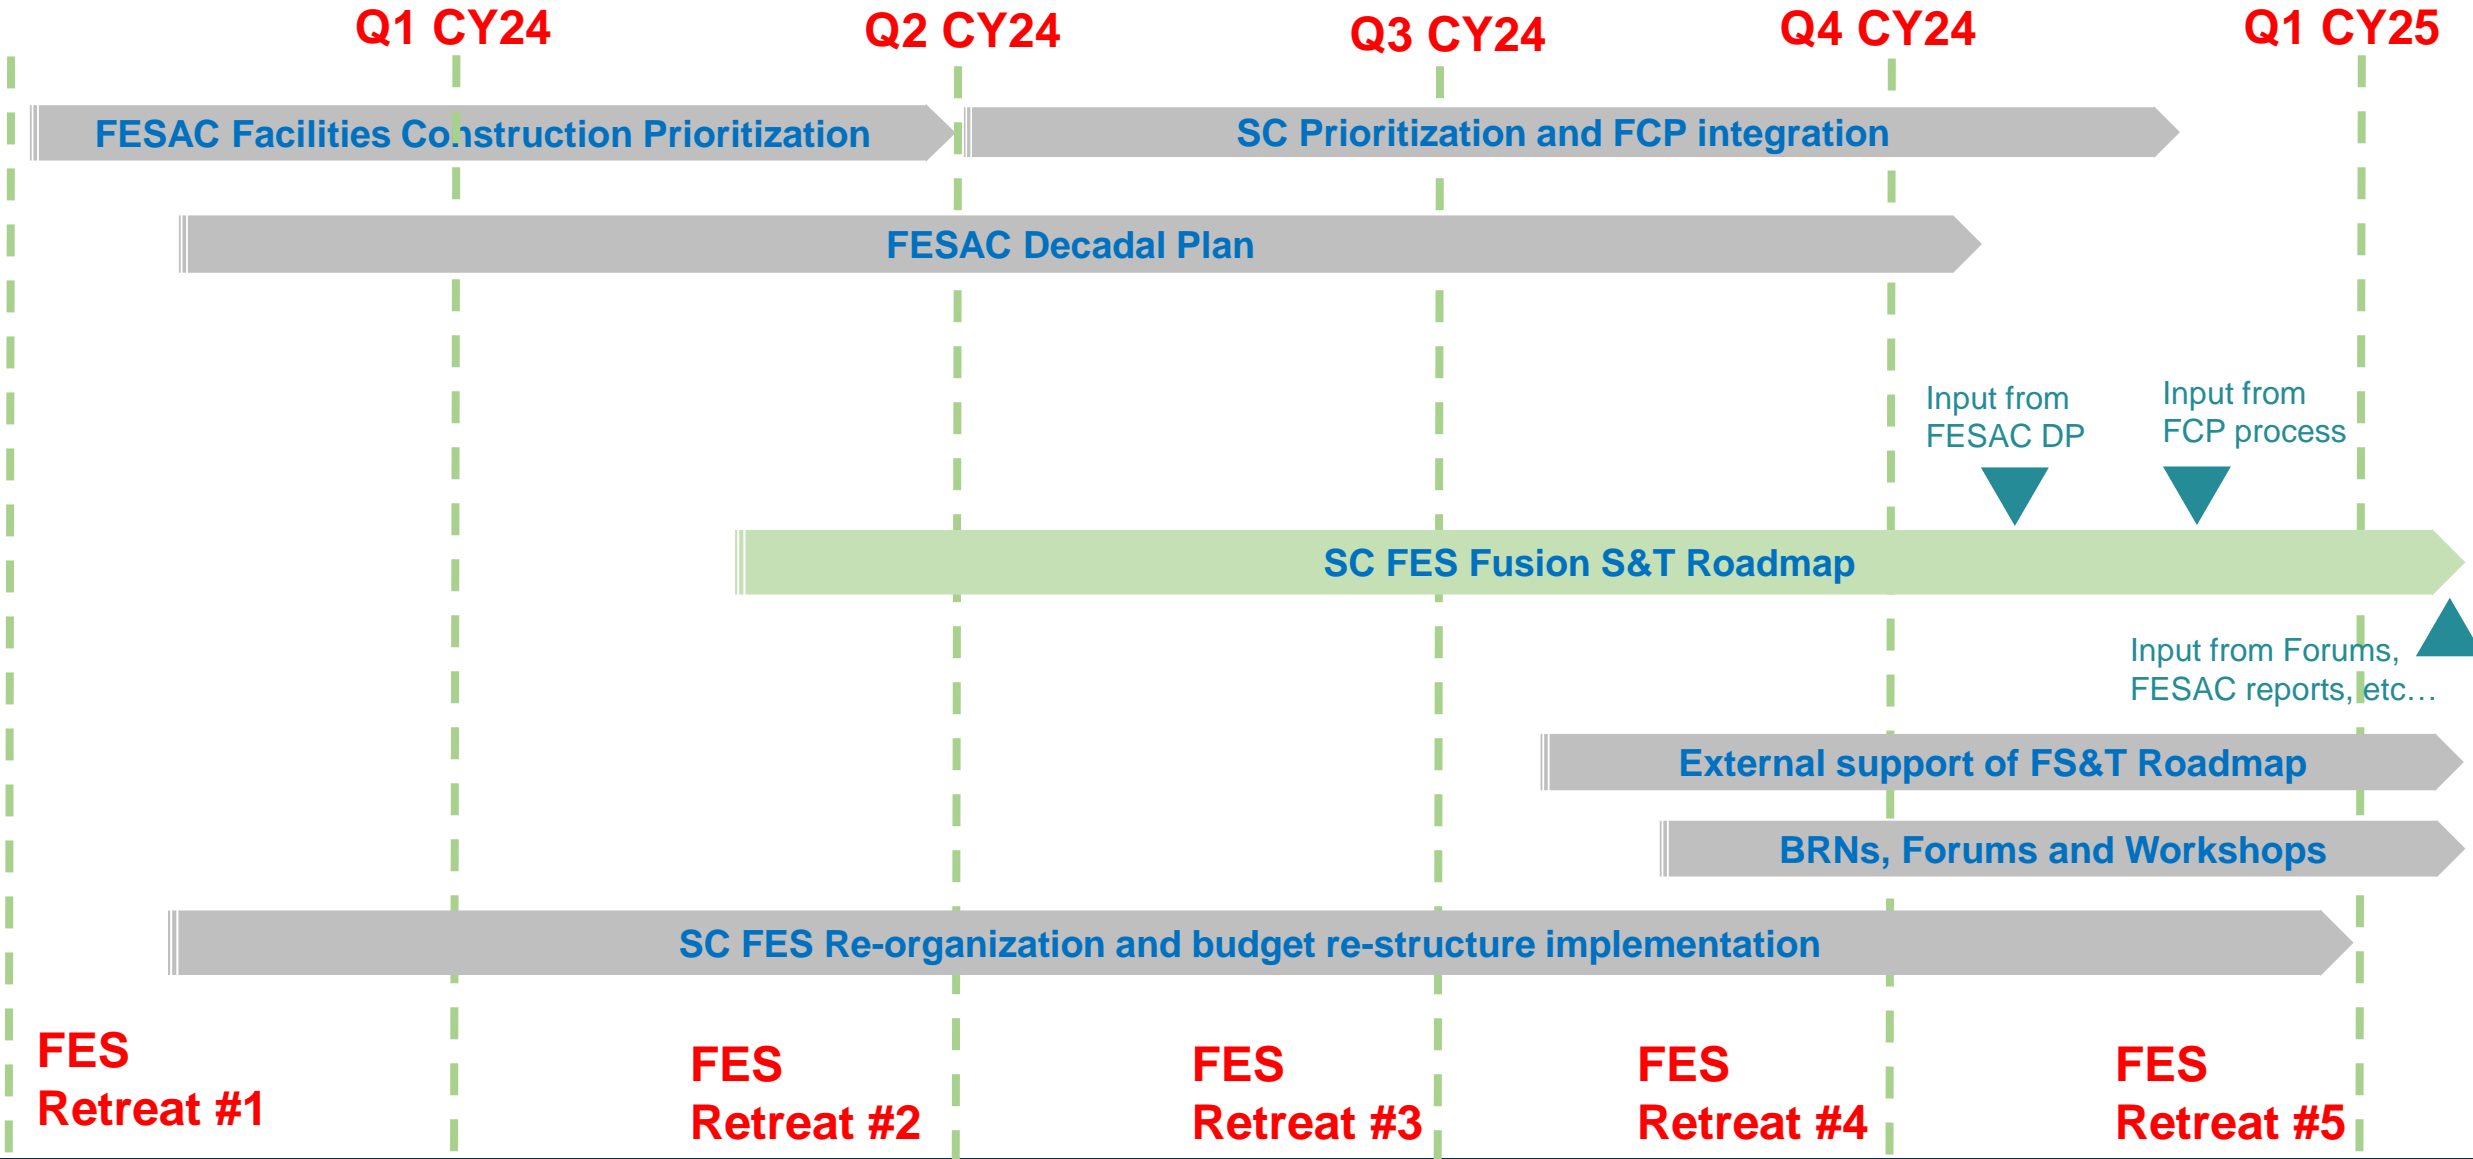 Q1 CY24
Q2 CY24
Q3 CY24
Q4 CY24
Q1 CY25
FESAC Facilities Construction Prioritization
SC Prioritization and FCP integration
FESAC Decadal Plan
Input from
FESAC DP
Input from
FCP process
SC FES Fusion S&T Roadmap
Input from Forums,
FESAC reports, etc…
External support of FS&T Roadmap
BRNs, Forums and Workshops
SC FES Re-organization and budget re-structure implementation
FES
Retreat #1
FES
Retreat #2
FES
Retreat #3
FES
Retreat #4
FES
Retreat #5